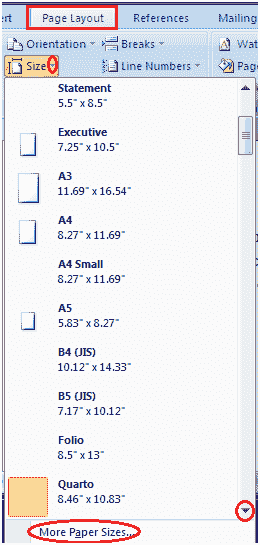 ert Page Layout References Mailing
Orientation Breaks Wat
Size Line Numbers Page
Statement
5.5" x 8.5"
Executive
7.25" x 10.5"
A3
11.69" x 16.54"
A4
8.27" x 11.69"
A4 Small
8.27" x 11.69"
A5
5.83" x 8.27"
B4 (JIS)
10.12" x 14.33"
B5 (JIS)
7.17" x 10.12"
Folio
8.5" x 13"
Quarto
8.46" x 10.83"
More Paper Sizes...